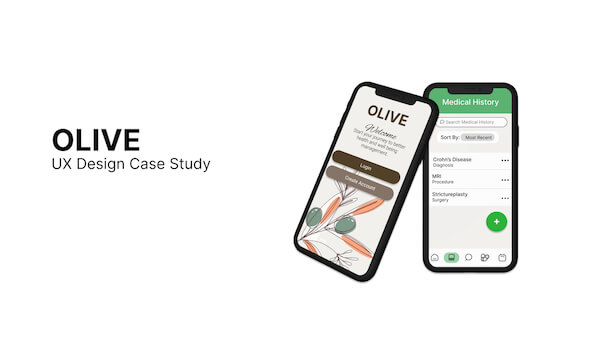 OLIVE
UX Design Case Study
OLIVE
Welcome
Start your journey to better
health and well being
management.
Login
Create Account
Medical History
Search Medical History
Sort By: Most Recent
Crohn's Disease
Diagnosis
MRI
Procedure
Strictureplasty
Surgery
+